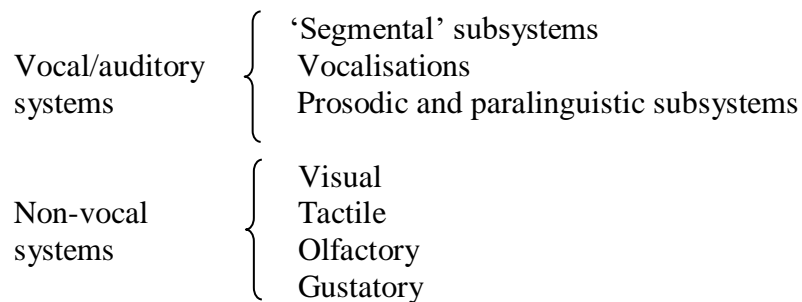 ‘Segmental’ subsystems
Vocal/auditory Vocalisations
systems Prosodic and paralinguistic subsystems
Visual
Non-vocal Tactile
systems Olfactory
Gustatory